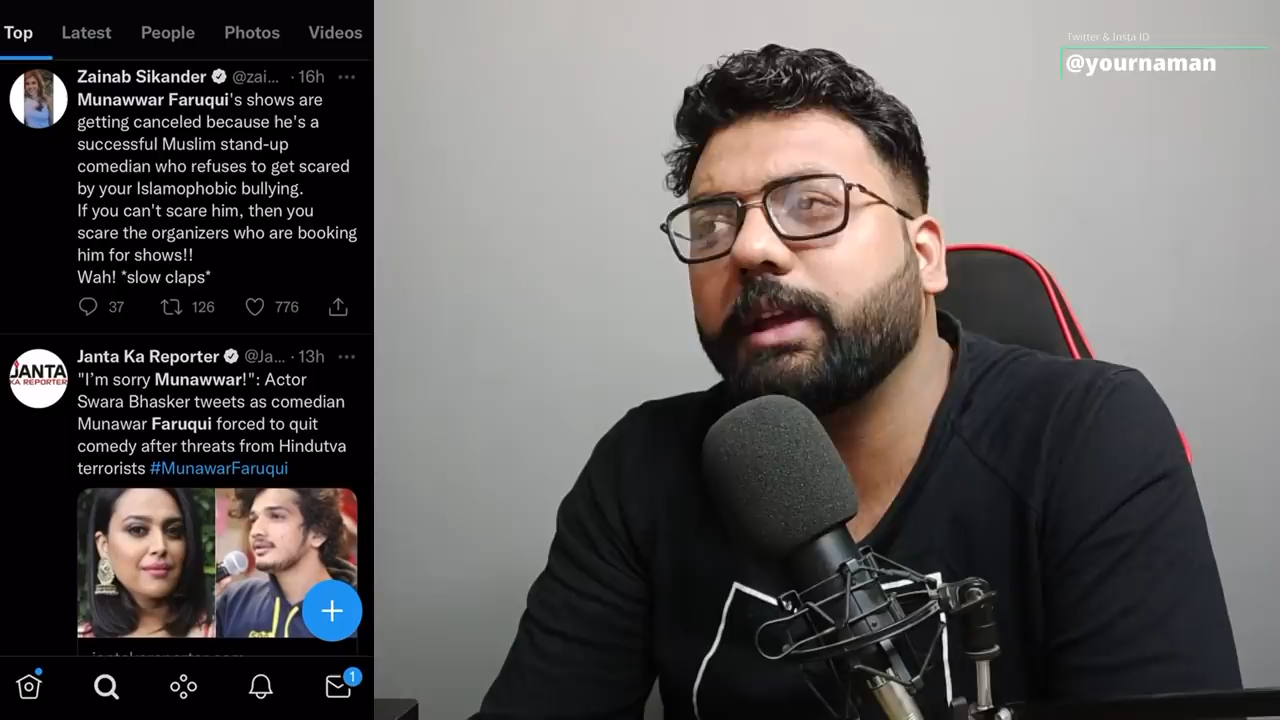 Top Latest People Photos Videos
Zainab Sikander @zai... · 16h
Munawwar Faruqui's shows are
getting canceled because he's a
successful Muslim stand-up
comedian who refuses to get scared
by your Islamophobic bullying.
If you can't scare him, then you
scare the organizers who are booking
him for shows!!
Wah! *slow claps*
37 126 776
Janta Ka Reporter @Ja... · 13h
JANTA
KA REPORTER
"I'm sorry Munawwar!": Actor
Swara Bhasker tweets as comedian
Munawar Faruqui forced to quit
comedy after threats from Hindutva
terrorists #MunawarFaruqui
1
Twitter & Insta ID
@yournaman